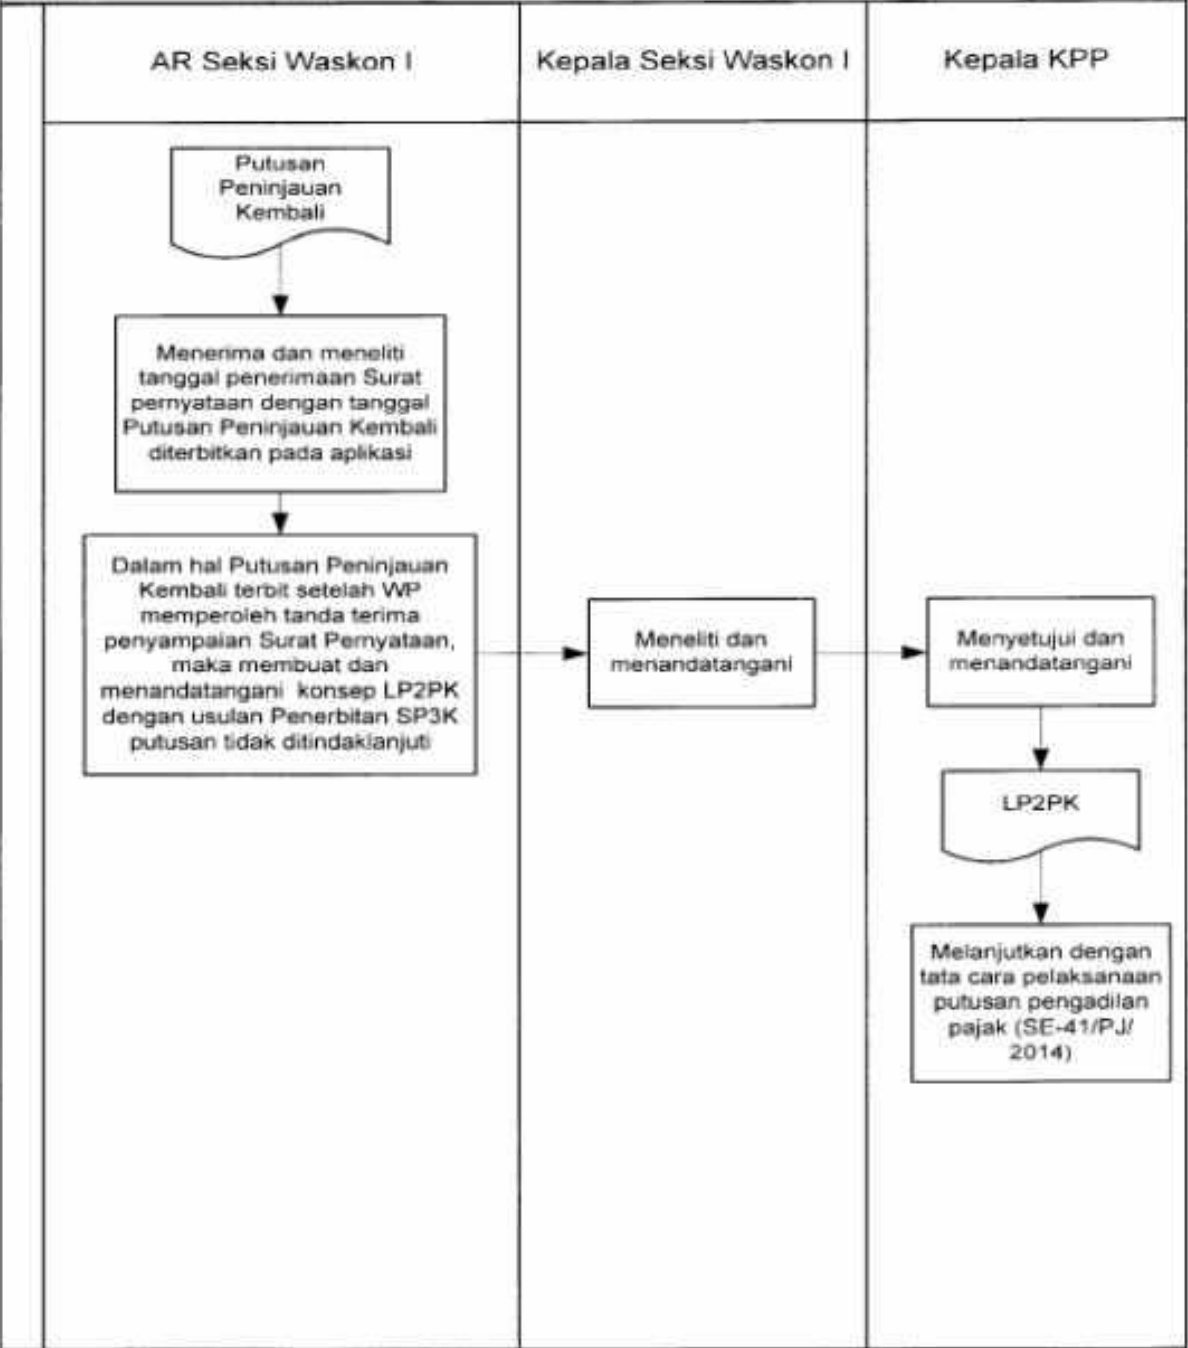 AR Seksi Waskon I
Kepala Seksi Waskon I
Kepala KPP
Putusan
Peninjauan
Kembali
Menerima dan meneliti
tanggal penerimaan Surat
pernyataan dengan tanggal
Putusan Peninjauan Kembali
diterbitkan pada aplikasi
Dalam hal Putusan Peninjauan
Kembali terbit setelah WP
memperoleh tanda terima
penyampaian Surat Pernyataan,
maka membuat dan
menandatangani konsep LP2PK
dengan usulan Penerbitan SP3K
putusan tidak ditindaklanjuti
Meneliti dan
menandatangani
Menyetujui dan
menandatangani
LP2PK
Melanjutkan dengan
tata cara pelaksanaan
putusan pengadilan
pajak (SE-41/PJ/
2014)